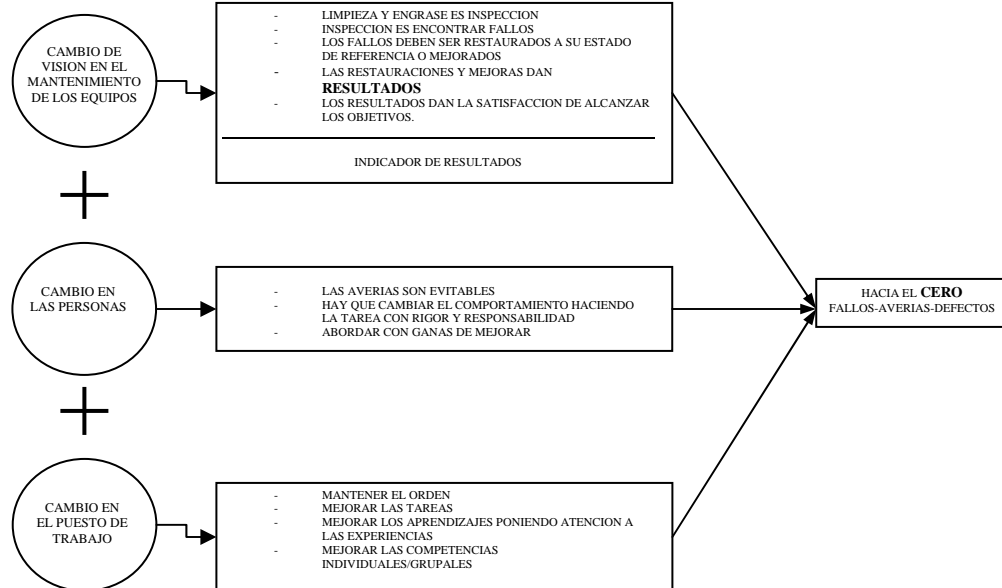 CAMBIO DE
VISION EN EL
MANTENIMIENTO
DE LOS EQUIPOS
- LIMPIEZA Y ENGRASE ES INSPECCION
- INSPECCION ES ENCONTRAR FALLOS
- LOS FALLOS DEBEN SER RESTAURADOS A SU ESTADO
DE REFERENCIA O MEJORADOS
- LAS RESTAURACIONES Y MEJORAS DAN
RESULTADOS
- LOS RESULTADOS DAN LA SATISFACCION DE ALCANZAR
LOS OBJETIVOS.
INDICADOR DE RESULTADOS
+
CAMBIO EN
LAS PERSONAS
- LAS AVERIAS SON EVITABLES
- HAY QUE CAMBIAR EL COMPORTAMIENTO HACIENDO
LA TAREA CON RIGOR Y RESPONSABILIDAD
- ABORDAR CON GANAS DE MEJORAR
HACIA EL CERO
FALLOS-AVERIAS-DEFECTOS
+
CAMBIO EN
EL PUESTO DE
TRABAJO
- MANTENER EL ORDEN
- MEJORAR LAS TAREAS
- MEJORAR LOS APRENDIZAJES PONIENDO ATENCION A
LAS EXPERIENCIAS
- MEJORAR LAS COMPETENCIAS
INDIVIDUALES/GRUPALES